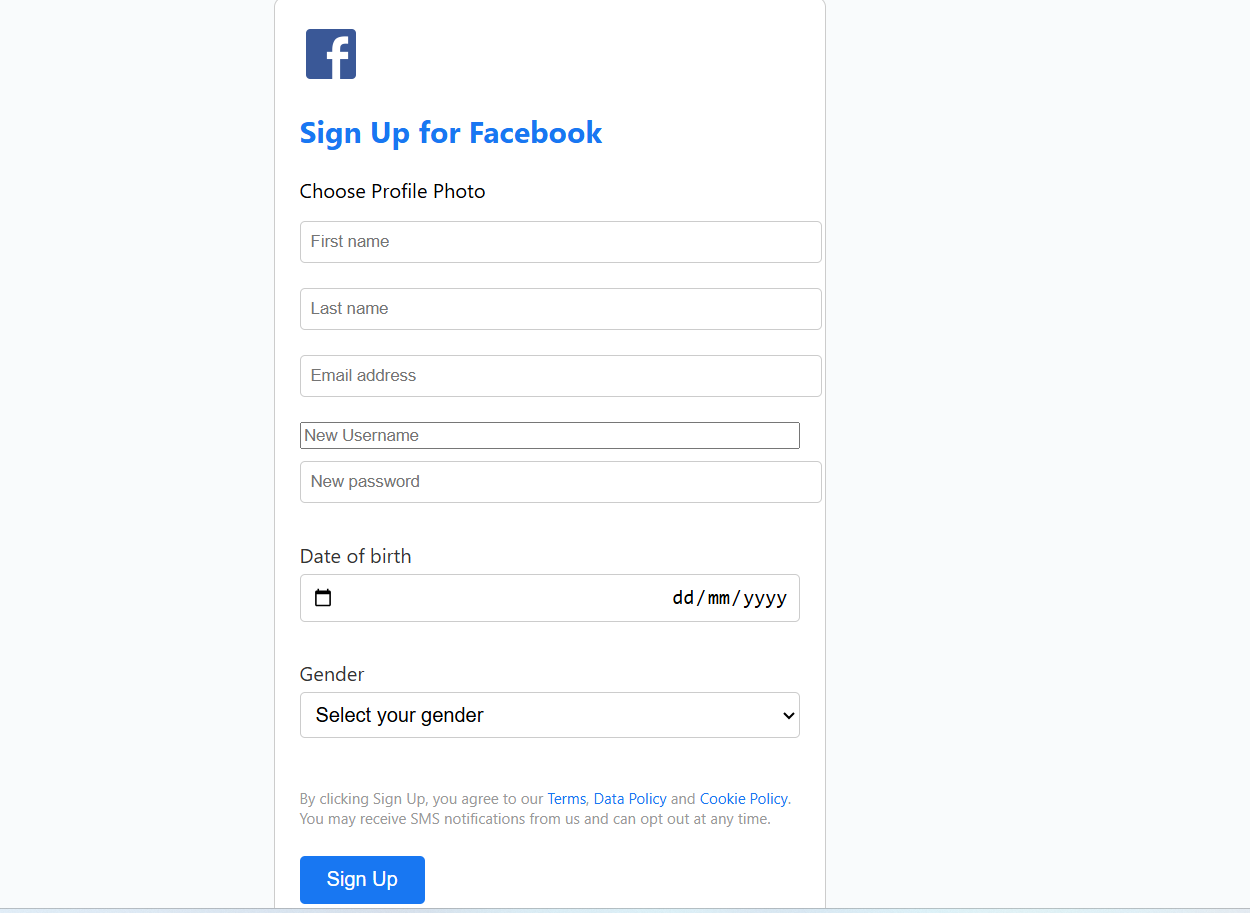 f
Sign Up for Facebook
Choose Profile Photo
First name
Last name
Email address
New Username
New password
Date of birth
dd/mm/yyyy
Gender
Select your gender
By clicking Sign Up, you agree to our Terms, Data Policy and Cookie Policy.
You may receive SMS notifications from us and can opt out at any time.
Sign Up